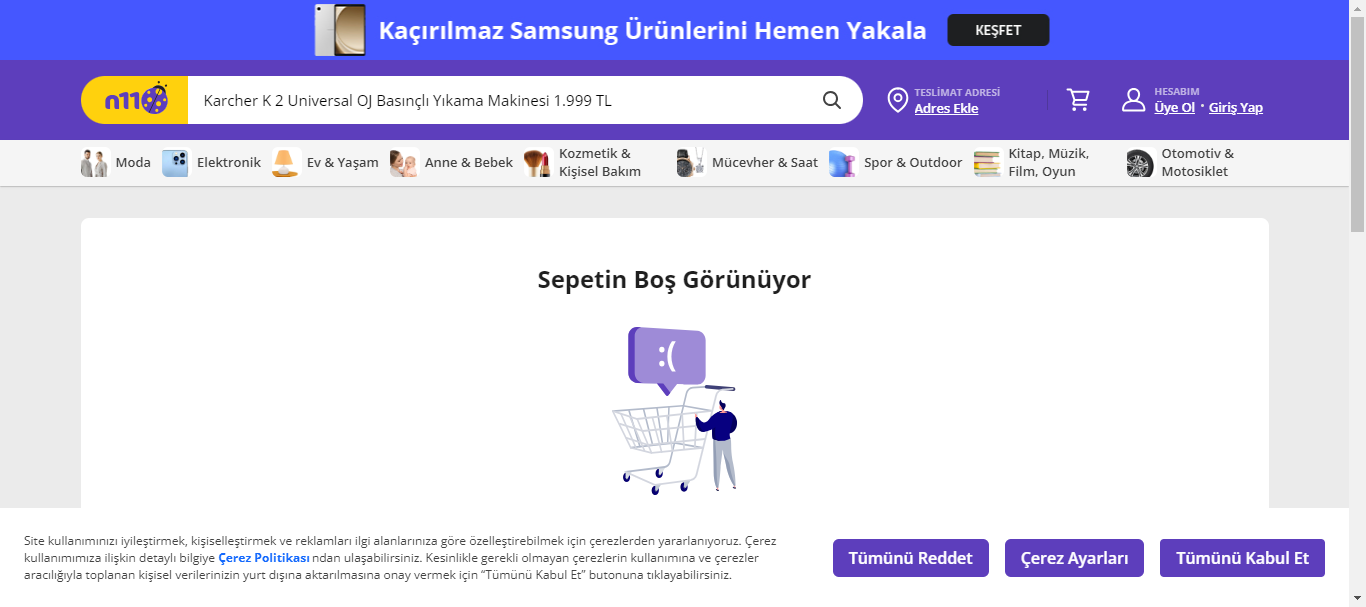 Kaçırılmaz Samsung Ürünlerini Hemen Yakala
KEŞFET
n11
Karcher K 2 Universal OJ Basınçlı Yıkama Makinesi 1.999 TL
TESLİMAT ADRESİ
Adres Ekle
HESABIM
Üye Ol · Giriş Yap
Moda
Elektronik
Ev & Yaşam
Anne & Bebek
Kozmetik &
Kişisel Bakım
Mücevher & Saat
Spor & Outdoor
Kitap, Müzik,
Film, Oyun
Otomotiv &
Motosiklet
Sepetin Boş Görünüyor
:(
Site kullanımınızı iyileştirmek, kişiselleştirmek ve reklamları ilgi alanlarınıza göre özelleştirebilmek için çerezlerden yararlanıyoruz. Çerez
kullanımımıza ilişkin detaylı bilgiye Çerez Politikası ndan ulaşabilirsiniz. Kesinlikle gerekli olmayan çerezlerin kullanımına ve çerezler
aracılığıyla toplanan kişisel verilerinizin yurt dışına aktarılmasına onay vermek için “Tümünü Kabul Et” butonuna tıklayabilirsiniz.
Tümünü Reddet
Çerez Ayarları
Tümünü Kabul Et